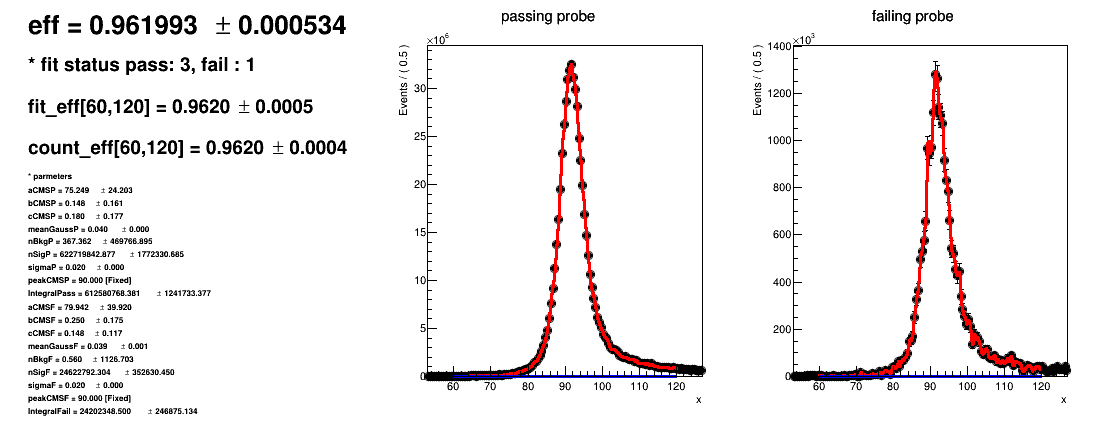 eff = 0.961993 ± 0.000534
* fit status pass: 3, fail : 1
fit_eff[60,120] = 0.9620 ± 0.0005
count_eff[60,120] = 0.9620 ± 0.0004
* parmeters
aCMSP = 75.249 ± 24.203
bCMSP = 0.148 ± 0.161
cCMSP = 0.180 ± 0.177
meanGaussP = 0.040 ± 0.000
nBkgP = 367.362 ± 469766.895
nSigP = 622719842.877 ± 1772330.685
sigmaP = 0.020 ± 0.000
peakCMSP = 90.000 [Fixed]
IntegralPass = 612580768.381 ± 1241733.377
aCMSF = 79.942 ± 39.920
bCMSF = 0.250 ± 0.175
cCMSF = 0.148 ± 0.117
meanGaussF = 0.039 ± 0.001
nBkgF = 0.560 ± 1126.703
nSigF = 24622792.304 ± 352630.450
sigmaF = 0.020 ± 0.000
peakCMSF = 90.000 [Fixed]
IntegralFail = 24202348.500 ± 246875.134
passing probe
×10⁶
Events / ( 0.5 )
30
25
20
15
10
5
0
60 70 80 90 100 110 120
x
failing probe
×10³
Events / ( 0.5 )
1400
1200
1000
800
600
400
200
0
60 70 80 90 100 110 120
x